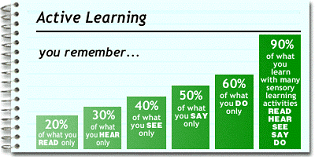 Active Learning
you remember...
20%
of what you
READ only
30%
of what
you HEAR
only
40%
of what
you SEE
only
50%
of what
you SAY
only
60%
of what
you DO
only
90%
of what
you
learn
with many
sensory
learning
activities
READ
HEAR
SEE
SAY
DO